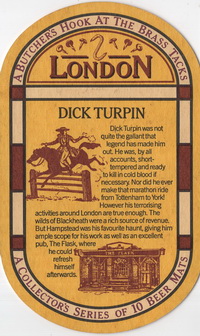 A BUTCHER'S HOOK AT THE BRASS TACKS
LONDON
DICK TURPIN
Dick Turpin was not
quite the gallant that
legend has made him
out. He was, by all
accounts, short-
tempered and ready
to kill in cold blood if
necessary. Nor did he ever
make that marathon ride from
Tottenham to York!
However his terrorising
activities around London are true enough. The
wilds of Blackheath were a rich source of revenue.
But Hampstead was his favourite haunt, giving him
ample scope for his work as well as an excellent
pub, The Flask, where
he could
refresh
himself
afterwards.
THE FLASK
A COLLECTOR'S SERIES OF 10 BEER MATS